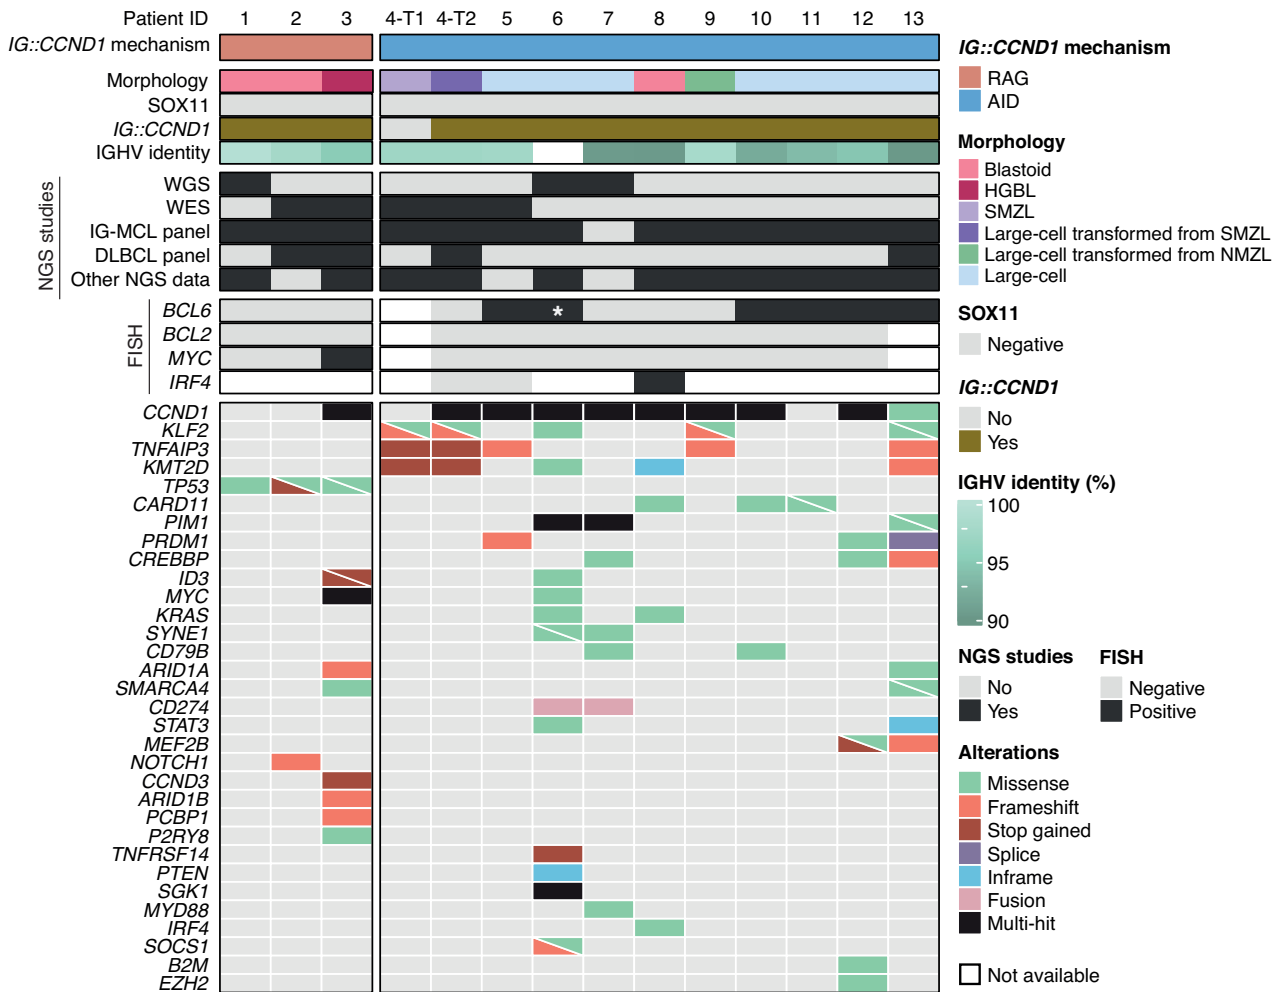 Patient ID 1 2 3 4-T1 4-T2 5 6 7 8 9 10 11 12 13
IG::CCND1 mechanism
Morphology
SOX11
IG::CCND1
IGHV identity
NGS studies
WGS
WES
IG-MCL panel
DLBCL panel
Other NGS data
FISH
BCL6 *
BCL2
MYC
IRF4
CCND1
KLF2
TNFAIP3
KMT2D
TP53
CARD11
PIM1
PRDM1
CREBBP
ID3
MYC
KRAS
SYNE1
CD79B
ARID1A
SMARCA4
CD274
STAT3
MEF2B
NOTCH1
CCND3
ARID1B
PCBP1
P2RY8
TNFRSF14
PTEN
SGK1
MYD88
IRF4
SOCS1
B2M
EZH2
IG::CCND1 mechanism
RAG
AID
Morphology
Blastoid
HGBL
SMZL
Large-cell transformed from SMZL
Large-cell transformed from NMZL
Large-cell
SOX11
Negative
IG::CCND1
No
Yes
IGHV identity (%)
100
95
90
NGS studies
No
Yes
FISH
Negative
Positive
Alterations
Missense
Frameshift
Stop gained
Splice
Inframe
Fusion
Multi-hit
Not available